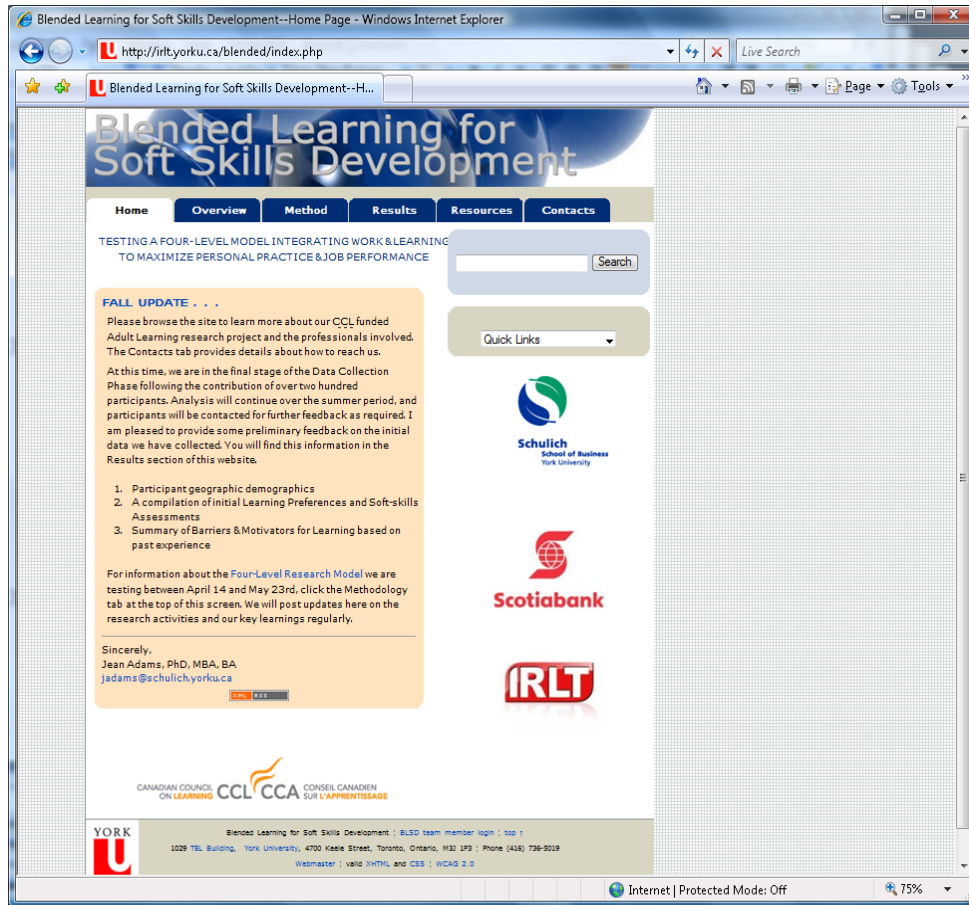 Blended Learning for Soft Skills Development--Home Page - Windows Internet Explorer
http://irlt.yorku.ca/blended/index.php
Live Search
Blended Learning for Soft Skills Development--H...
Page
Tools
Blended Learning for
Soft Skills Development
Home Overview Method Results Resources Contacts
TESTING A FOUR-LEVEL MODEL INTEGRATING WORK & LEARNING
TO MAXIMIZE PERSONAL PRACTICE & JOB PERFORMANCE
Search
FALL UPDATE . . .
Please browse the site to learn more about our CCL funded
Adult Learning research project and the professionals involved.
The Contacts tab provides details about how to reach us.
Quick Links
At this time, we are in the final stage of the Data Collection
Phase following the contribution of over two hundred
participants. Analysis will continue over the summer period, and
participants will be contacted for further feedback as required. I
am pleased to provide some preliminary feedback on the initial
data we have collected. You will find this information in the
Results section of this website.
Schulich
School of Business
York University
1. Participant geographic demographics
2. A compilation of initial Learning Preferences and Soft-skills
Assessments
3. Summary of Barriers & Motivators for Learning based on
past experience
Scotiabank
For information about the Four-Level Research Model we are
testing between April 14 and May 23rd, click the Methodology
tab at the top of this screen. We will post updates here on the
research activities and our key learnings regularly.
Sincerely,
Jean Adams, PhD, MBA, BA
jadams@schulich.yorku.ca
XML RSS
IRLT
CANADIAN COUNCIL
ON LEARNING
CCL CCA
CONSEIL CANADIEN
SUR L'APPRENTISSAGE
YORK
U
Blended Learning for Soft Skills Development ¦ BLSD team member login ¦ top ↑
1029 TEL Building, York University, 4700 Keele Street, Toronto, Ontario, M3J 1P3 ¦ Phone (416) 736-5019
Webmaster ¦ valid XHTML and CSS ¦ WCAG 2.0
Internet | Protected Mode: Off
75%